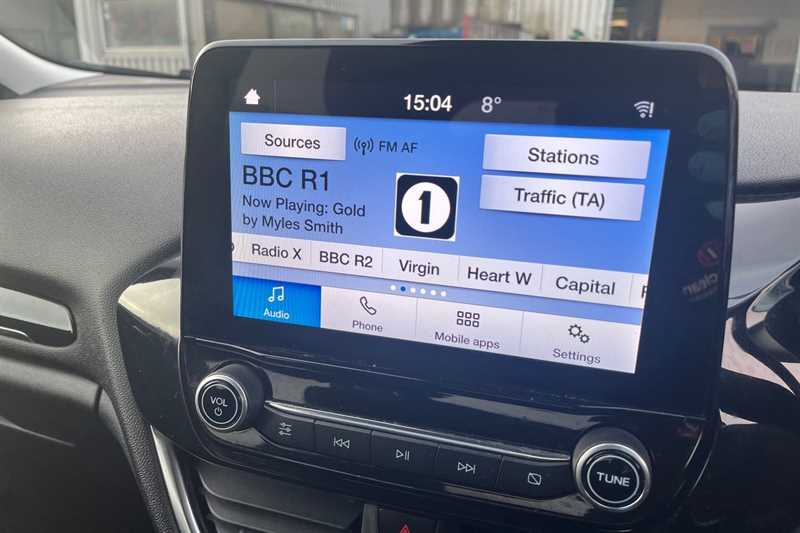 15:04 8°
Sources
FM AF
Stations
BBC R1
Now Playing: Gold
by Myles Smith
1
Traffic (TA)
Radio X
BBC R2
Virgin
Heart W
Capital
Audio
Phone
Mobile apps
Settings
VOL
TUNE
clean